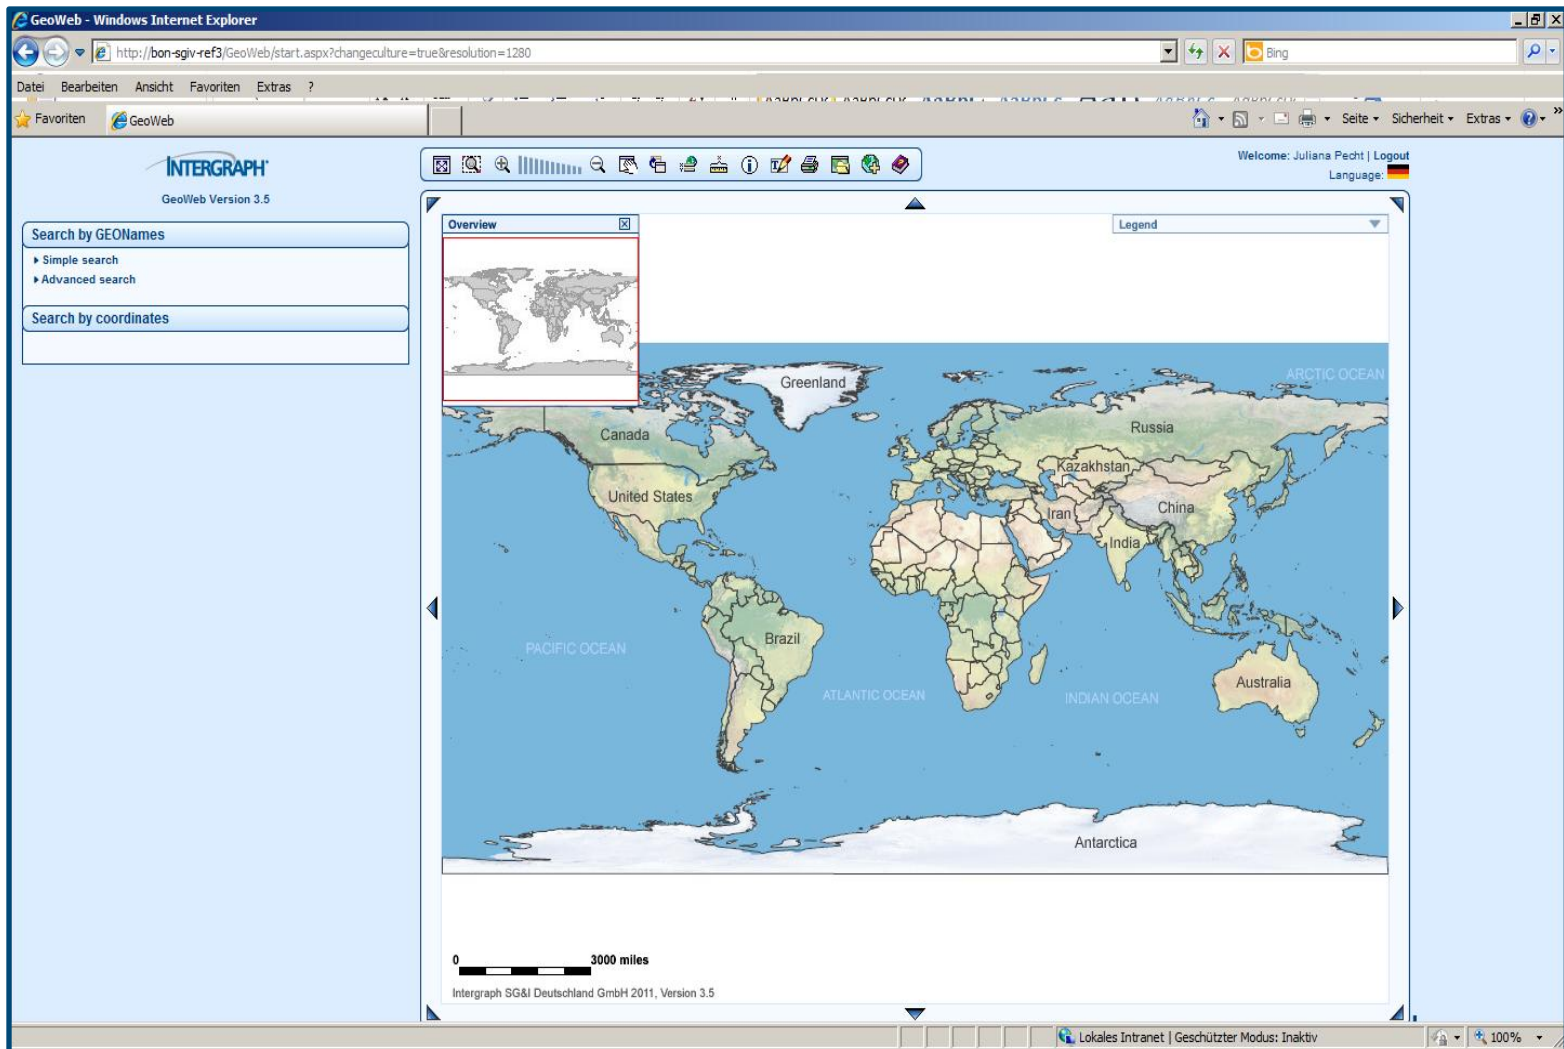 GeoWeb - Windows Internet Explorer
http://bon-sgiv-ref3/GeoWeb/start.aspx?changeculture=true&resolution=1280
Bing
Datei Bearbeiten Ansicht Favoriten Extras ?
Favoriten GeoWeb Seite Sicherheit Extras
INTERGRAPH
GeoWeb Version 3.5
Welcome: Juliana Pecht | Logout
Language:
Search by GEONames
Simple search
Advanced search
Search by coordinates
Overview
Legend
Greenland
ARCTIC OCEAN
Canada
Russia
Kazakhstan
United States
Iran
China
India
Brazil
PACIFIC OCEAN
ATLANTIC OCEAN
INDIAN OCEAN
Australia
Antarctica
0 3000 miles
Intergraph SG&I Deutschland GmbH 2011, Version 3.5
Lokales Intranet | Geschützter Modus: Inaktiv 100%